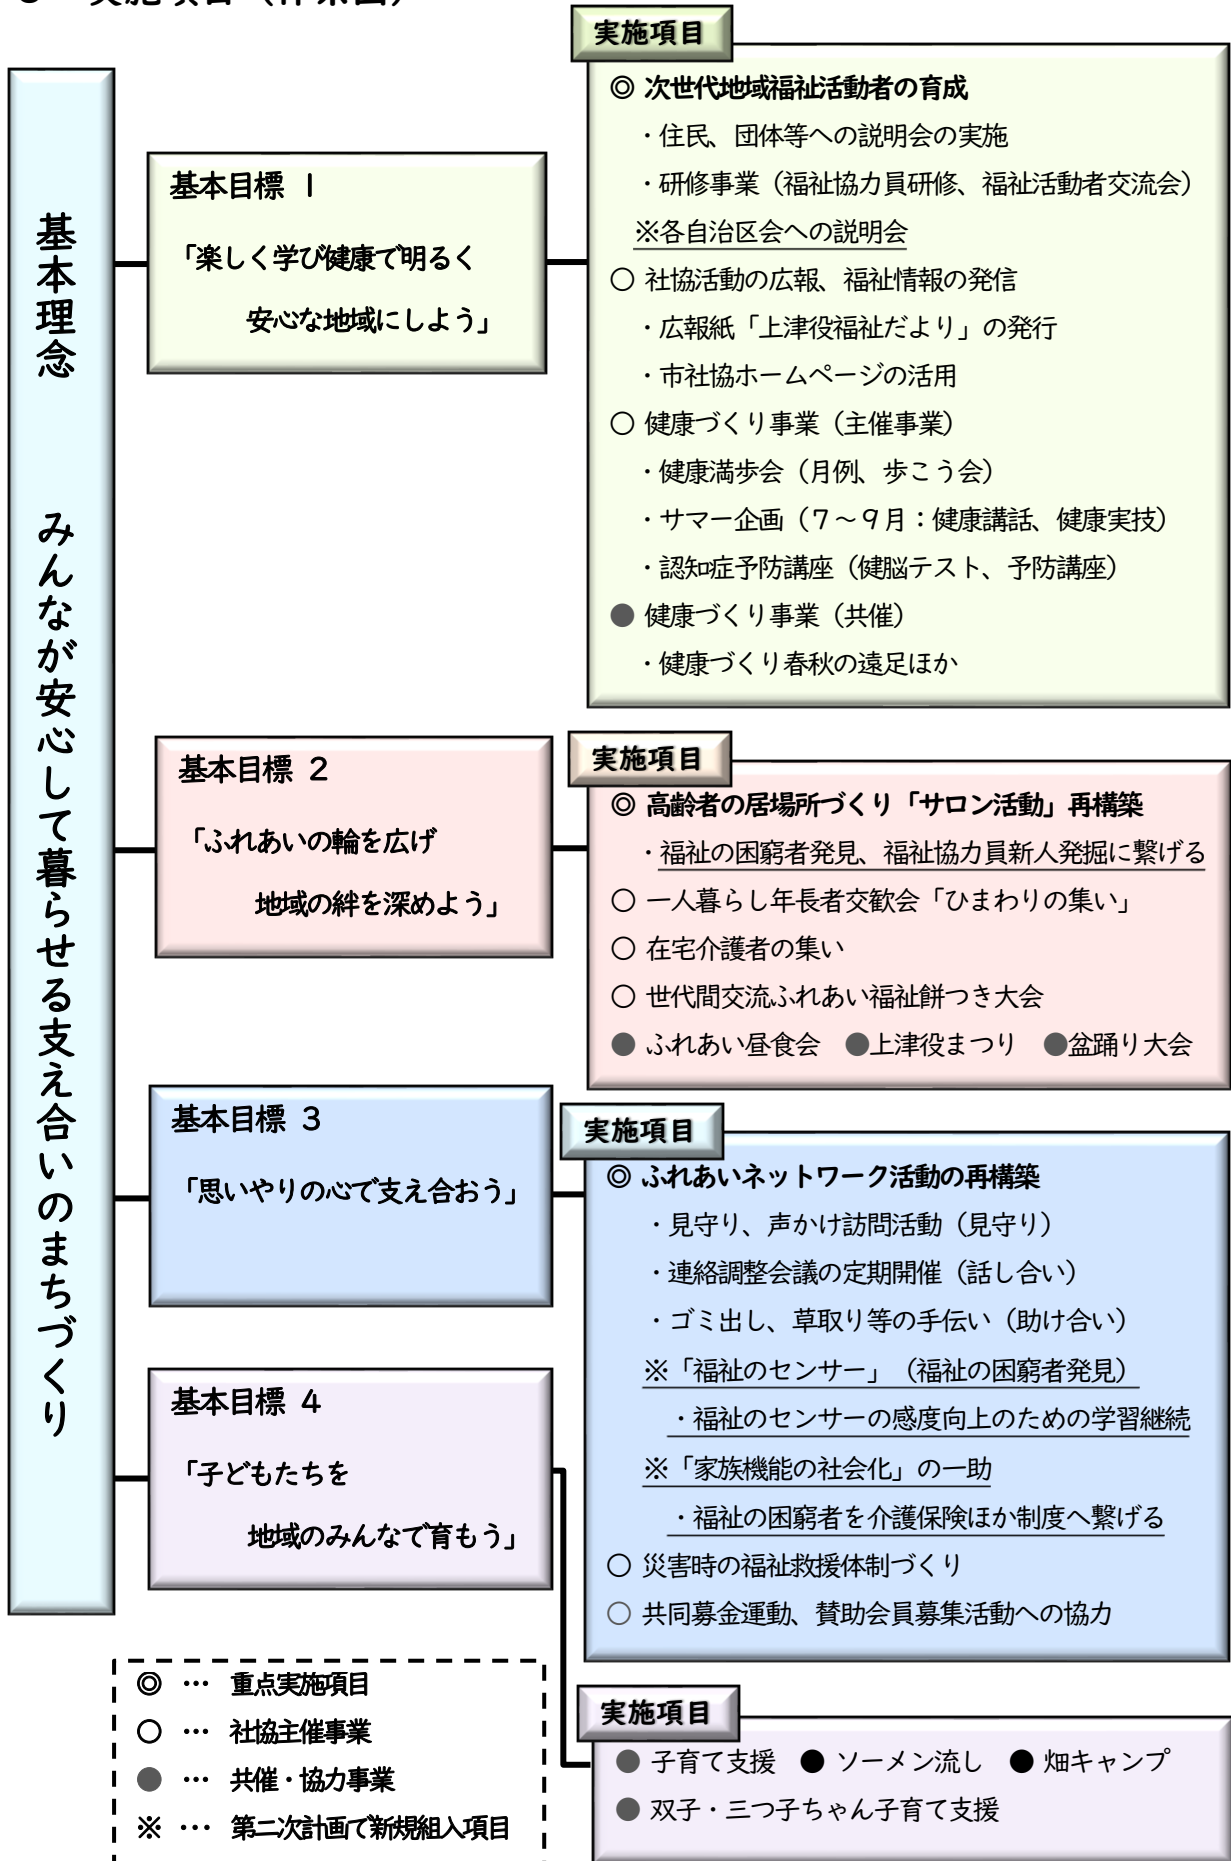 実施項目
基本理念　みんなが安心して暮らせる支え合いのまちづくり
基本目標 1
「楽しく学び健康で明るく
安心な地域にしよう」
実施項目
◎ 次世代地域福祉活動者の育成
・住民、団体等への説明会の実施
・研修事業（福祉協力員研修、福祉活動者交流会）
※各自治区会への説明会
○ 社協活動の広報、福祉情報の発信
・広報紙「上津役福祉だより」の発行
・市社協ホームページの活用
○ 健康づくり事業（主催事業）
・健康満歩会（月例、歩こう会）
・サマー企画（7～9月：健康講話、健康実技）
・認知症予防講座（健脳テスト、予防講座）
● 健康づくり事業（共催）
・健康づくり春秋の遠足ほか
基本目標 2
「ふれあいの輪を広げ
地域の絆を深めよう」
実施項目
◎ 高齢者の居場所づくり「サロン活動」再構築
・福祉の困窮者発見、福祉協力員新人発掘に繋げる
○ 一人暮らし年長者交歓会「ひまわりの集い」
○ 在宅介護者の集い
○ 世代間交流ふれあい福祉餅つき大会
● ふれあい昼食会 ●上津役まつり ●盆踊り大会
基本目標 3
「思いやりの心で支え合おう」
実施項目
◎ ふれあいネットワーク活動の再構築
・見守り、声かけ訪問活動（見守り）
・連絡調整会議の定期開催（話し合い）
・ゴミ出し、草取り等の手伝い（助け合い）
※「福祉のセンサー」（福祉の困窮者発見）
・福祉のセンサーの感度向上のための学習継続
※「家族機能の社会化」の一助
・福祉の困窮者を介護保険ほか制度へ繋げる
○ 災害時の福祉救援体制づくり
○ 共同募金運動、賛助会員募集活動への協力
基本目標 4
「子どもたちを
地域のみんなで育もう」
実施項目
● 子育て支援 ● ソーメン流し ● 畑キャンプ
● 双子・三つ子ちゃん子育て支援
◎ … 重点実施項目
○ … 社協主催事業
● … 共催・協力事業
※ … 第二次計画で新規組入項目